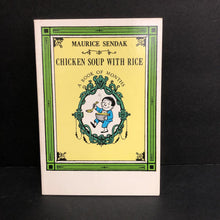 MAURICE SENDAK
CHICKEN SOUP WITH RICE
A BOOK OF MONTHS